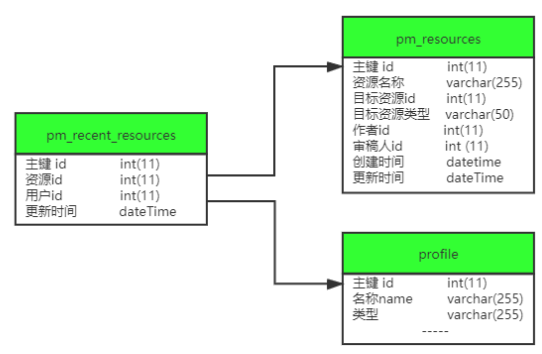 pm_resources
主键 id int(11)
资源名称 varchar(255)
目标资源id int(11)
目标资源类型 varchar(50)
作者id int(11)
审稿人id int (11)
创建时间 datetime
更新时间 dateTime
pm_recent_resources
主键 id int(11)
资源id int(11)
用户id int(11)
更新时间 dateTime
profile
主键 id int(11)
名称name varchar(255)
类型 varchar(255)
-----